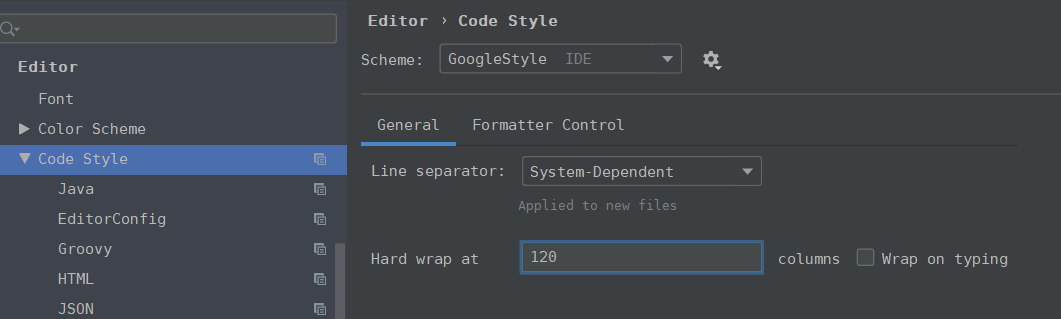 Editor
Font
Color Scheme
Code Style
Java
EditorConfig
Groovy
HTML
JSON
Editor › Code Style
Scheme: GoogleStyle IDE
General Formatter Control
Line separator: System-Dependent
Applied to new files
Hard wrap at 120 columns Wrap on typing